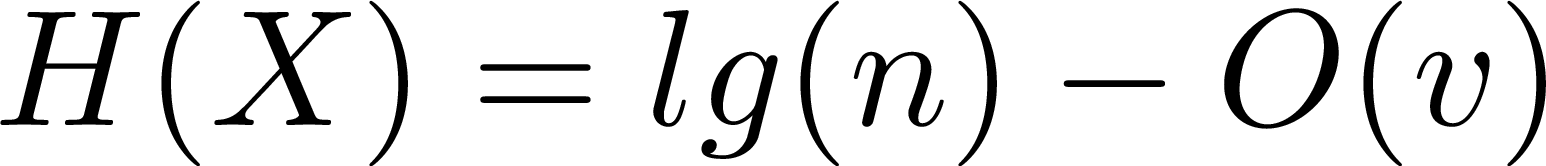 H(X) = lg(n) − O(v)